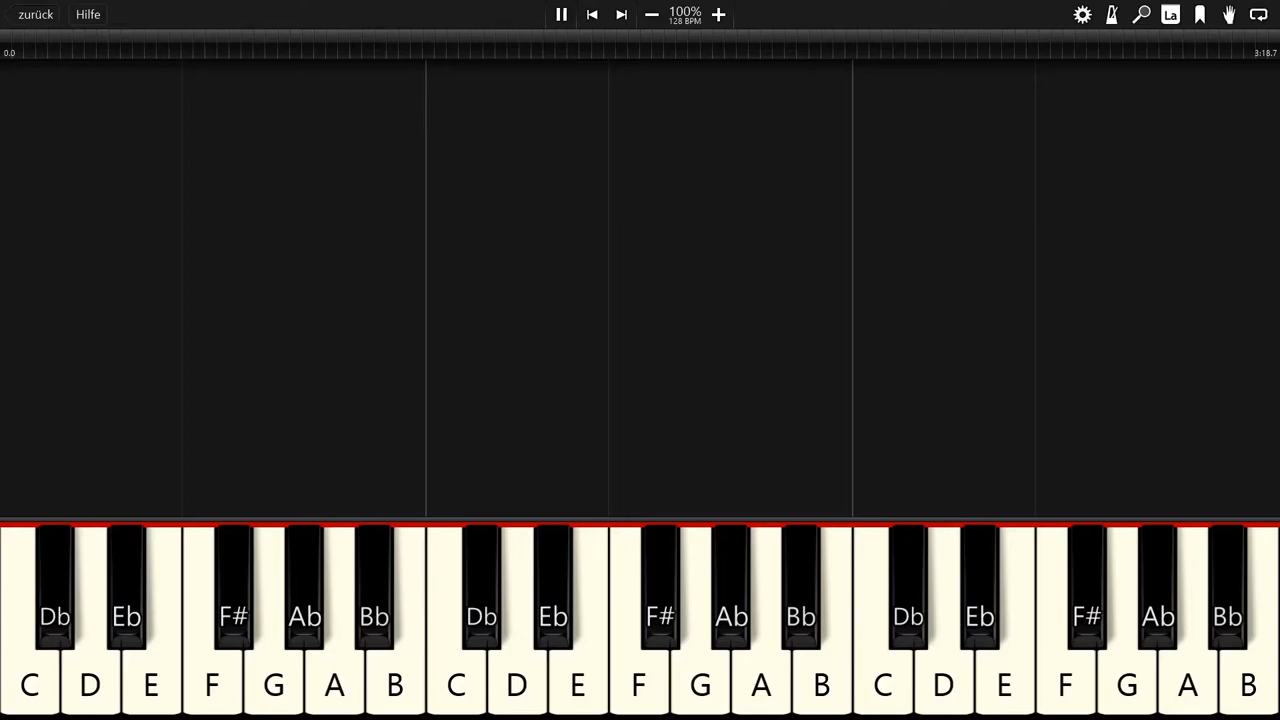 zurück Hilfe 100% La
128 BPM
0.0 3:18.7
Db Eb F# Ab Bb Db Eb F# Ab Bb Db Eb F# Ab Bb
C D E F G A B C D E F G A B C D E F G A B